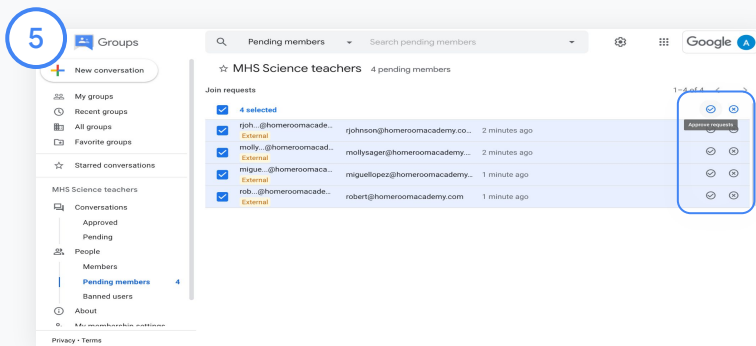 5
Groups
Pending members
Search pending members
Google
A
New conversation
MHS Science teachers 4 pending members
Join requests
1–4 of 4
My groups
Recent groups
All groups
Favorite groups
Starred conversations
4 selected
Approve requests
rjoh...@homeroomacade...
External
rjohnson@homeroomacademy.co...
2 minutes ago
molly...@homeroomacad...
External
mollysager@homeroomacademy....
2 minutes ago
migue...@homeroomaca...
External
miguellopez@homeroomacademy...
1 minute ago
rob...@homeroomacade...
External
robert@homeroomacademy.com
1 minute ago
MHS Science teachers
Conversations
Approved
Pending
People
Members
Pending members 4
Banned users
About
My membership settings
Privacy • Terms